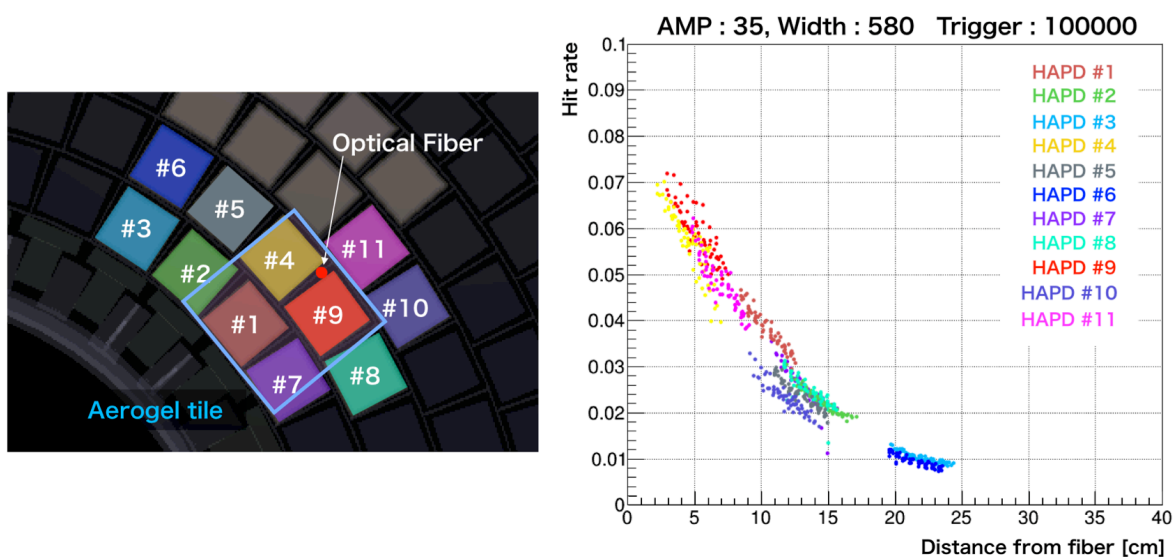 Optical Fiber
#6
#5
#3
#4
#11
#2
#10
#1
#9
#7
#8
Aerogel tile
AMP : 35, Width : 580 Trigger : 100000
Hit rate
0.1
0.09
0.08
0.07
0.06
0.05
0.04
0.03
0.02
0.01
0
0 5 10 15 20 25 30 35 40
Distance from fiber [cm]
HAPD #1
HAPD #2
HAPD #3
HAPD #4
HAPD #5
HAPD #6
HAPD #7
HAPD #8
HAPD #9
HAPD #10
HAPD #11